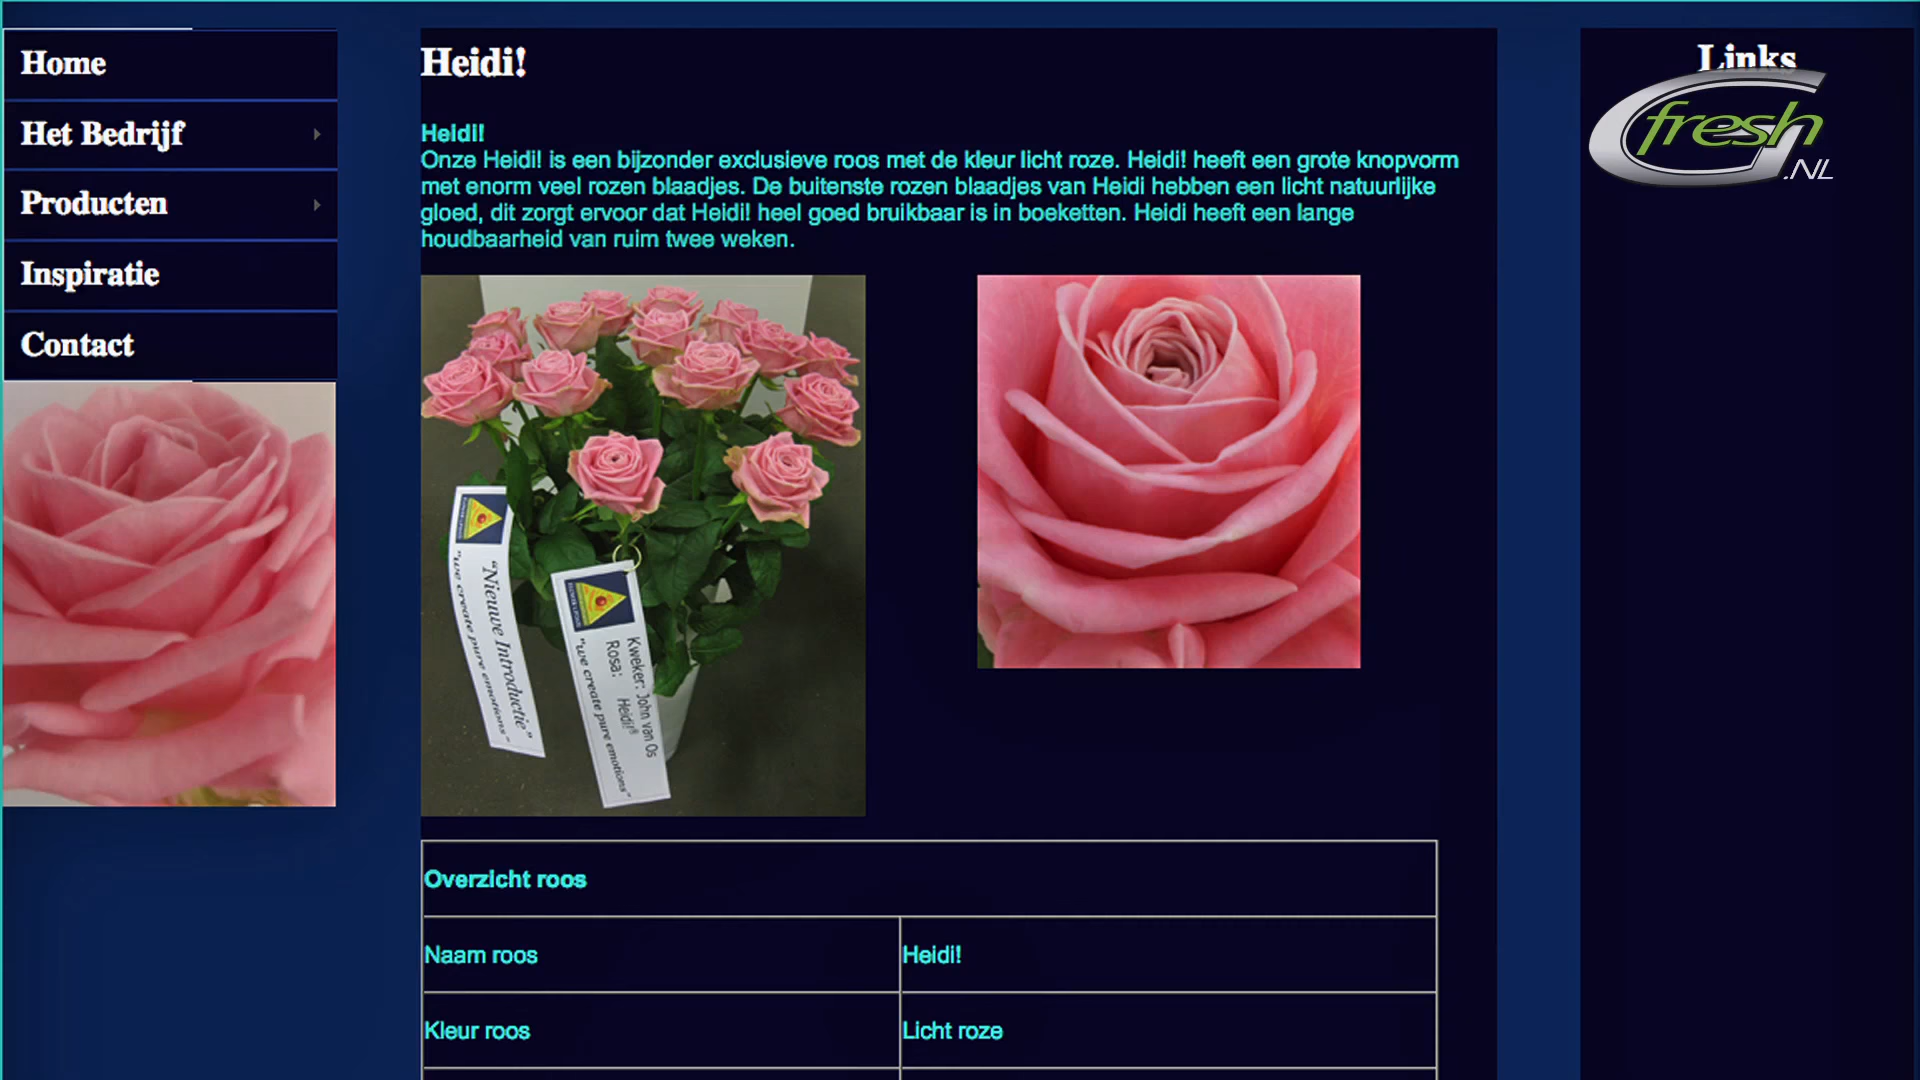 Home
Het Bedrijf
Producten
Inspiratie
Contact
Heidi!
Heidi!
Onze Heidi! is een bijzonder exclusieve roos met de kleur licht roze. Heidi! heeft een grote knopvorm
met enorm veel rozen blaadjes. De buitenste rozen blaadjes van Heidi hebben een licht natuurlijke
gloed, dit zorgt ervoor dat Heidi! heel goed bruikbaar is in boeketten. Heidi heeft een lange
houdbaarheid van ruim twee weken.
"Nieuwe Introductie"
"we create pure emotions"
Kweker: John van Os
Rosa: Heidi!®
"we create pure emotions"
Overzicht roos
Naam roos Heidi!
Kleur roos Licht roze
Links
fresh
.NL